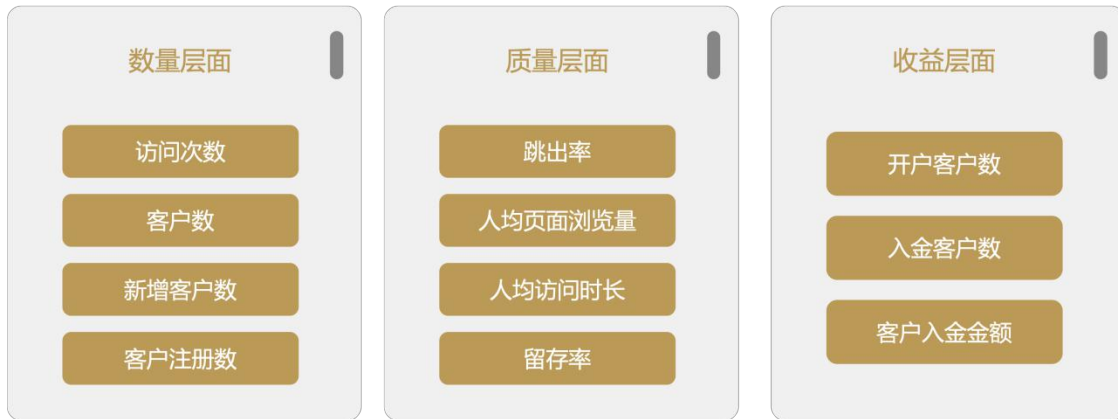 数量层面
访问次数
客户数
新增客户数
客户注册数
质量层面
跳出率
人均页面浏览量
人均访问时长
留存率
收益层面
开户客户数
入金客户数
客户入金金额